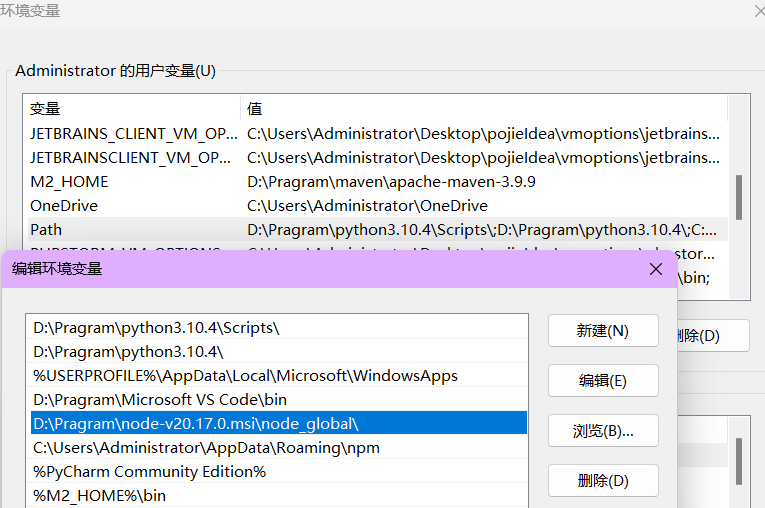 环境变量
Administrator 的用户变量(U)
变量 值
JETBRAINS_CLIENT_VM_OP... C:\Users\Administrator\Desktop\pojieIdea\vmoptions\jetbrains...
JETBRAINSCLIENT_VM_OP... C:\Users\Administrator\Desktop\pojieIdea\vmoptions\jetbrains...
M2_HOME D:\Pragram\maven\apache-maven-3.9.9
OneDrive C:\Users\Administrator\OneDrive
Path D:\Pragram\python3.10.4\Scripts\;D:\Pragram\python3.10.4\;C:...
\bin;
编辑环境变量
D:\Pragram\python3.10.4\Scripts\
D:\Pragram\python3.10.4\
%USERPROFILE%\AppData\Local\Microsoft\WindowsApps
D:\Pragram\Microsoft VS Code\bin
D:\Pragram\node-v20.17.0.msi\node_global\
C:\Users\Administrator\AppData\Roaming\npm
%PyCharm Community Edition%
%M2_HOME%\bin
新建(N)
编辑(E)
浏览(B)...
删除(D)
删除(D)